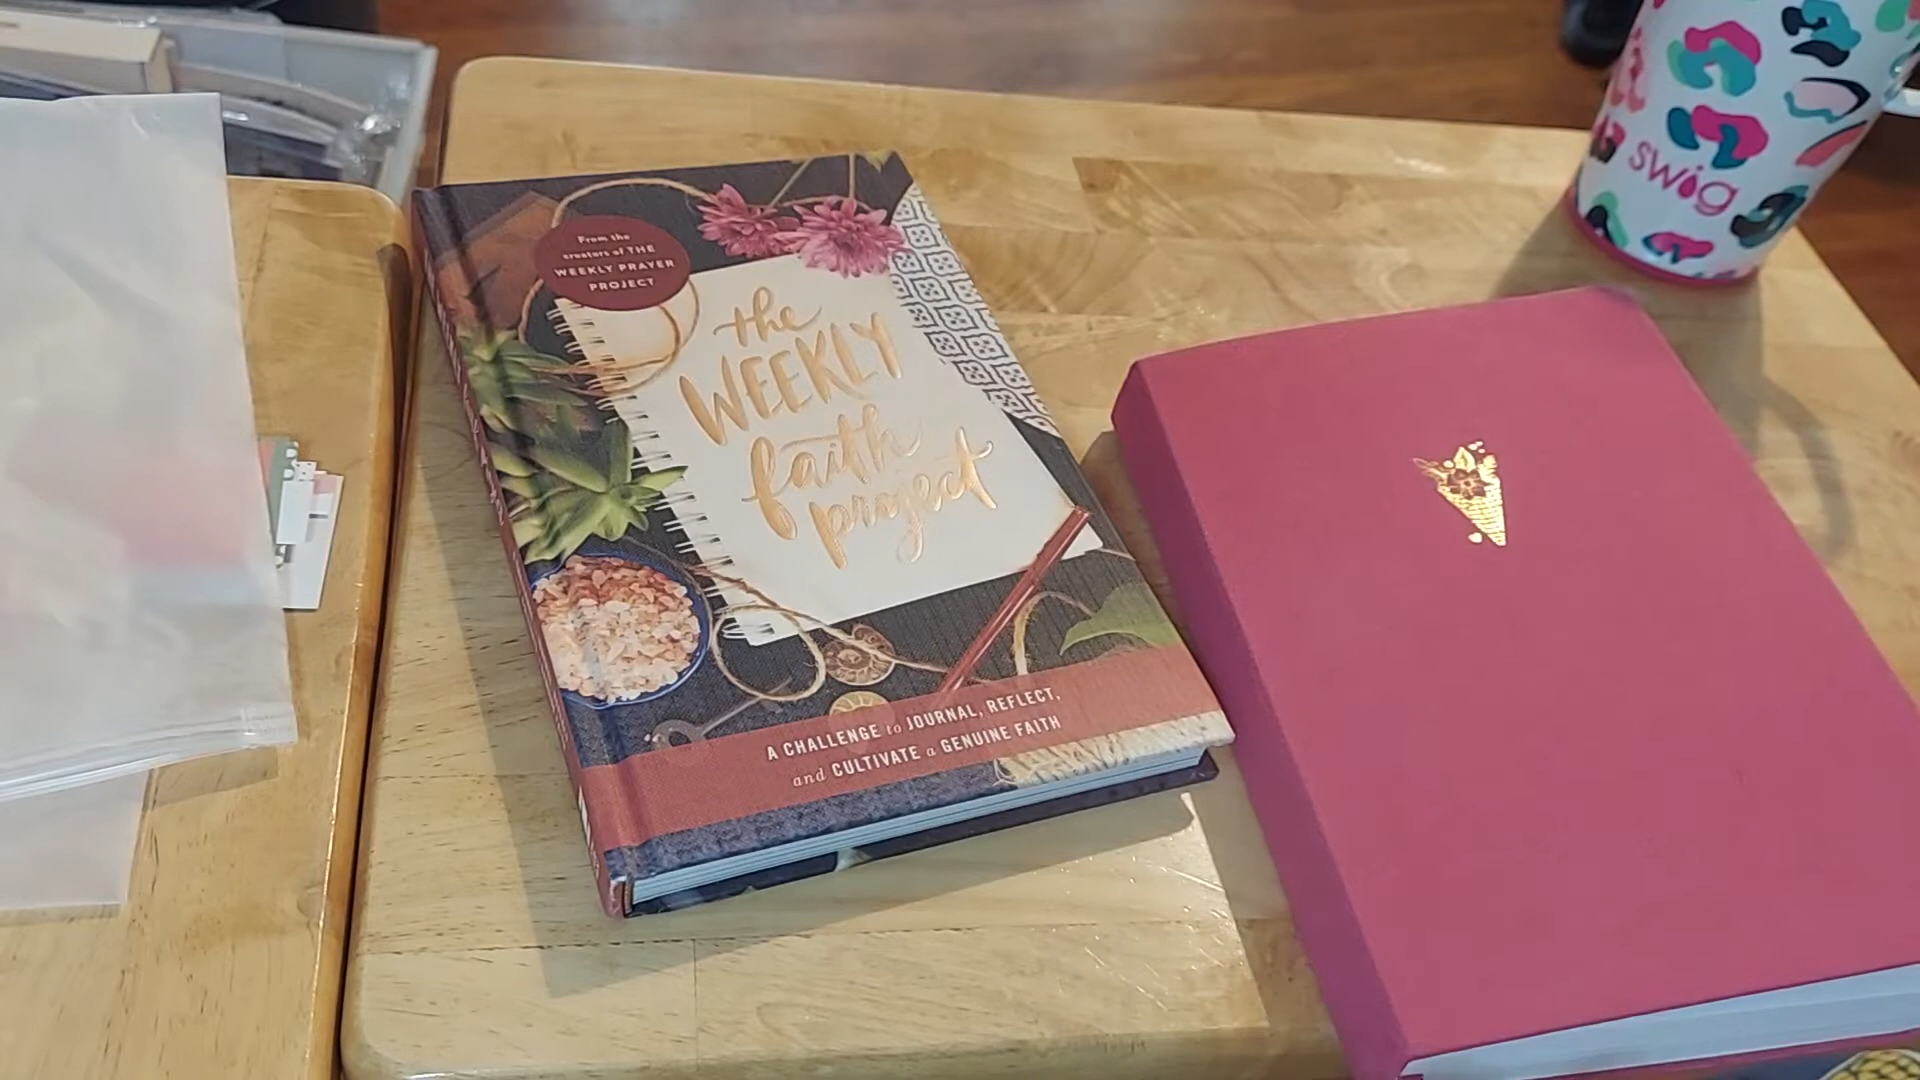 From the
creators of THE
WEEKLY PRAYER
PROJECT
the
WEEKLY
faith
project
A CHALLENGE to JOURNAL, REFLECT,
and CULTIVATE a GENUINE FAITH
swig